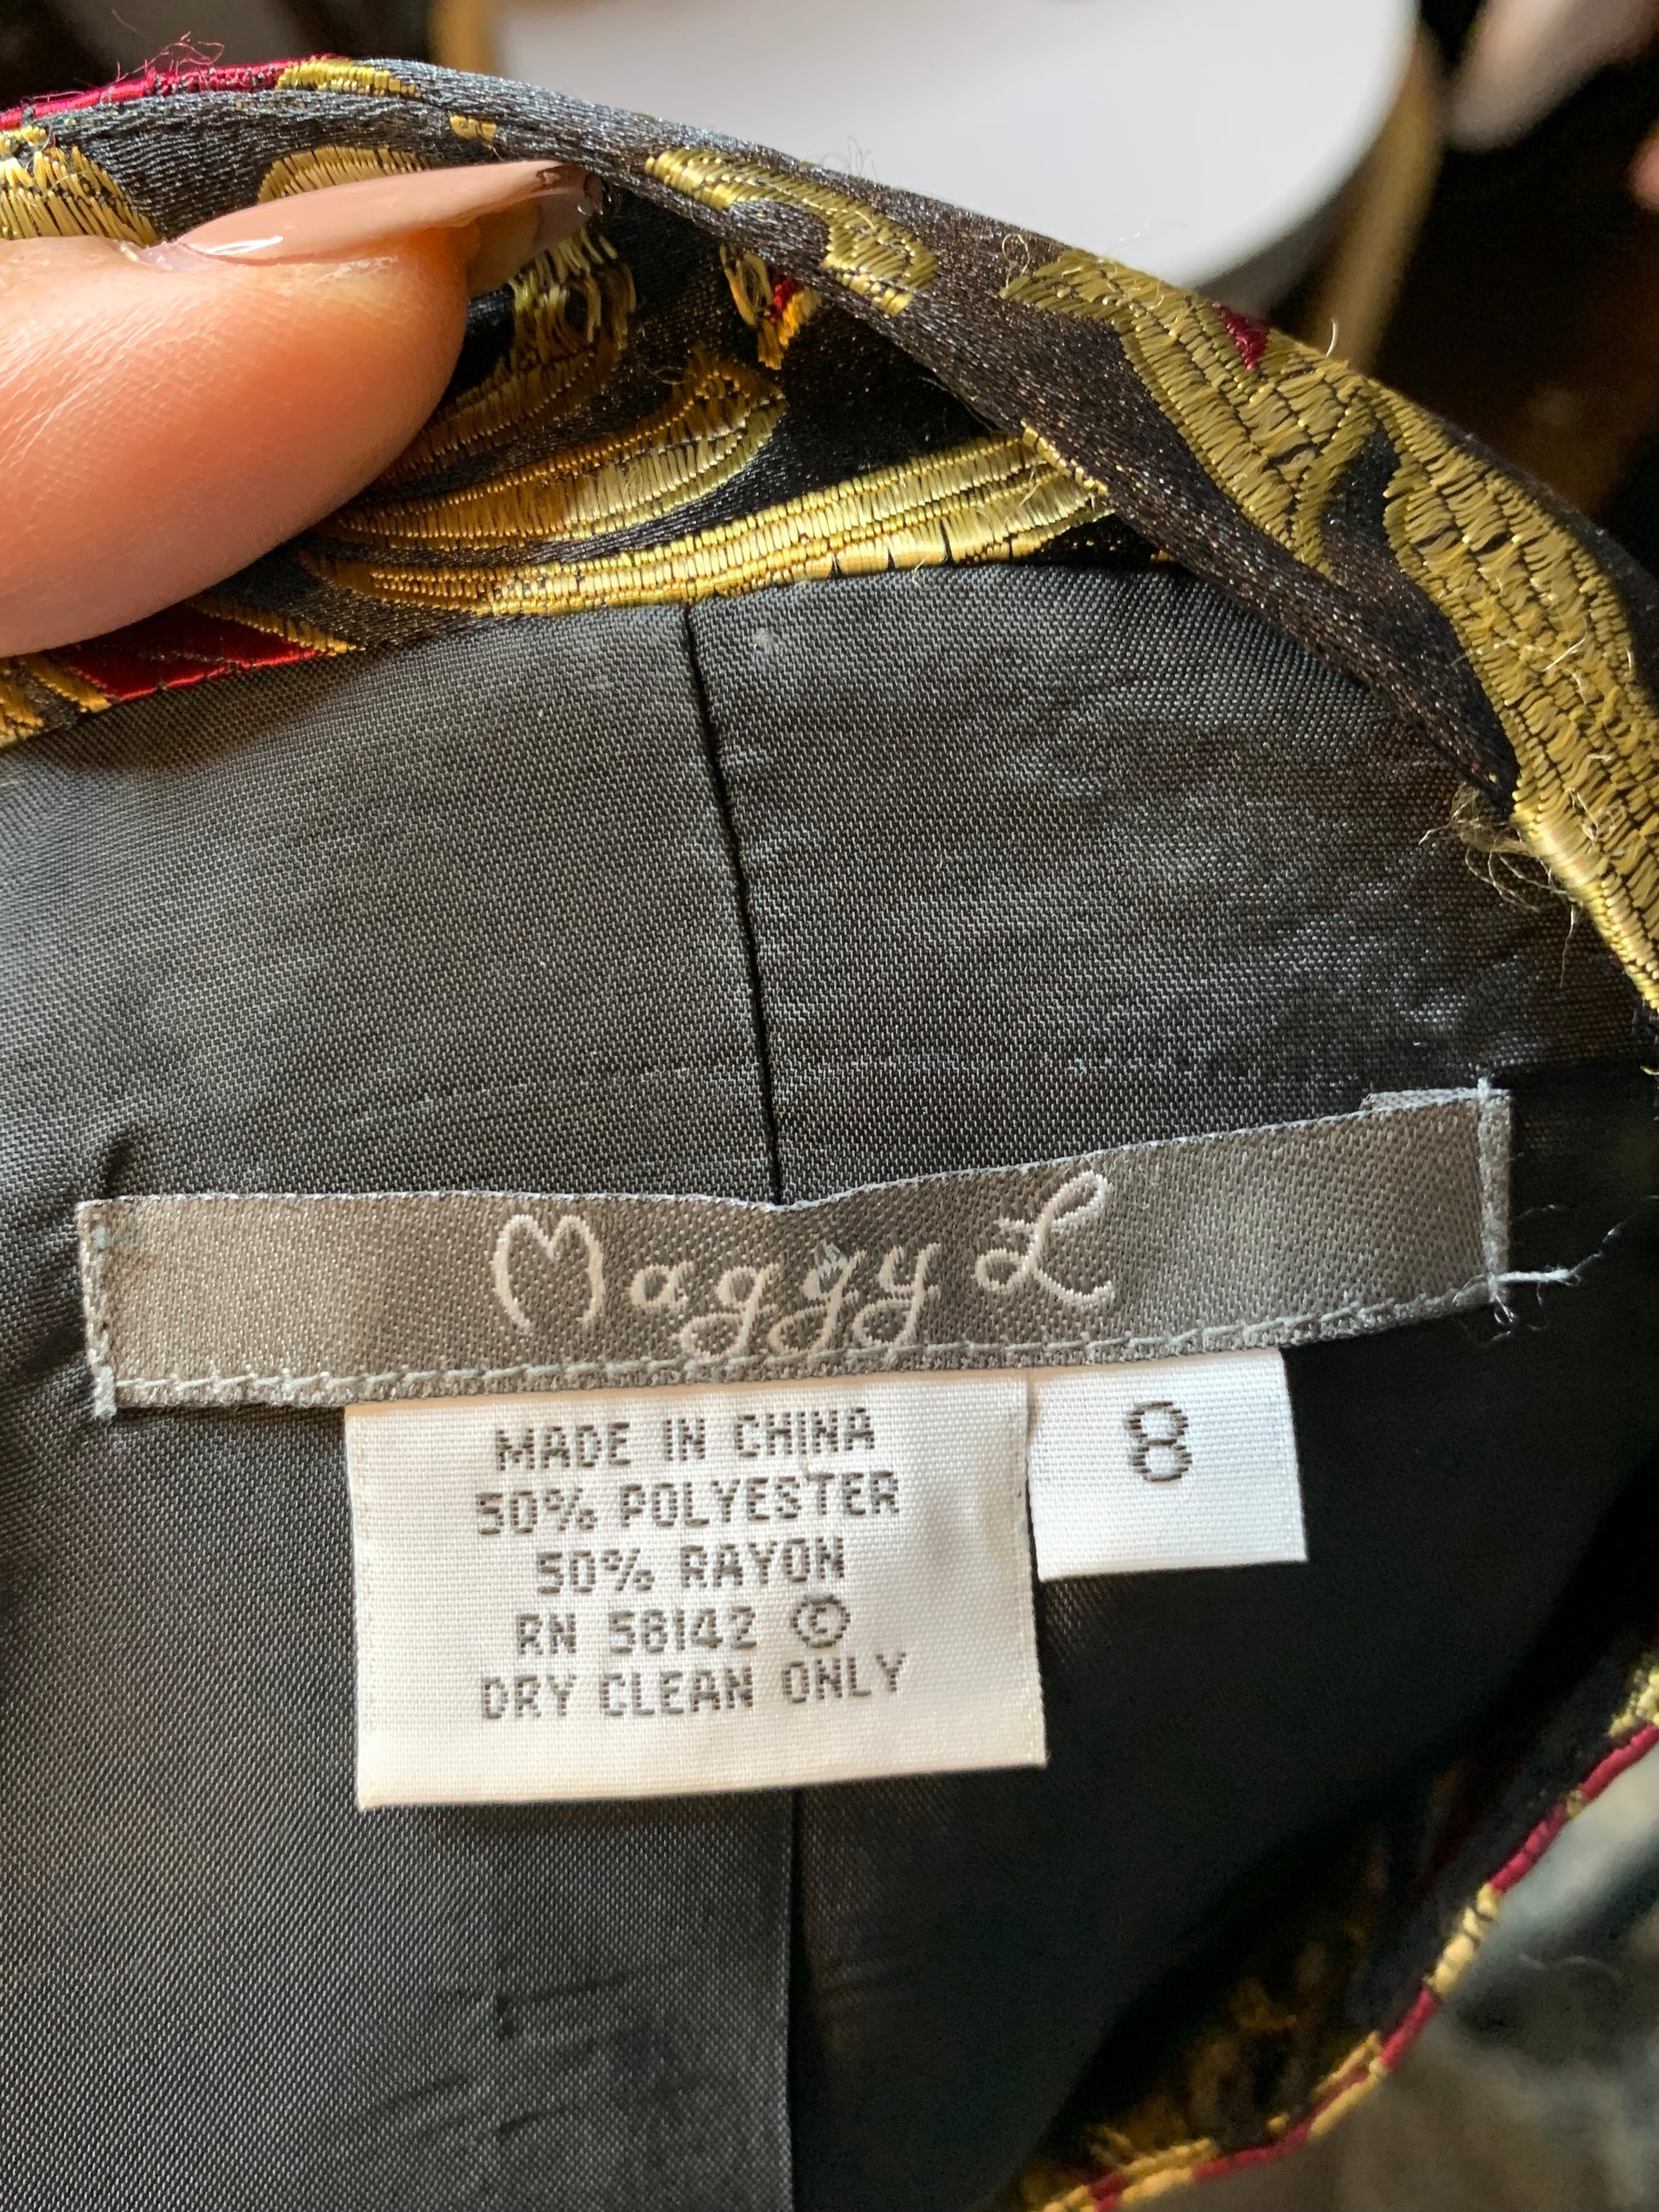 Maggy L
MADE IN CHINA
50% POLYESTER
50% RAYON
RN 58142 ©
DRY CLEAN ONLY
8